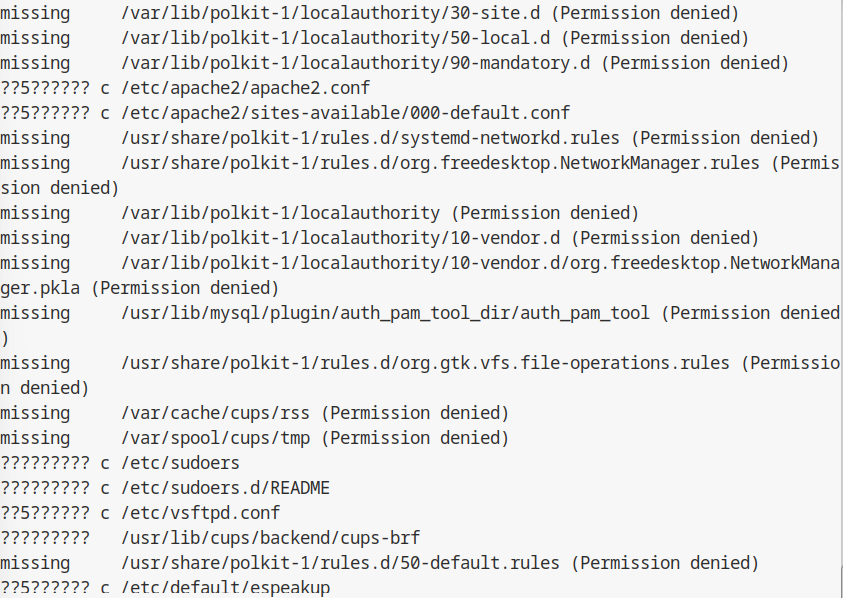 missing     /var/lib/polkit-1/localauthority/30-site.d (Permission denied)
missing     /var/lib/polkit-1/localauthority/50-local.d (Permission denied)
missing     /var/lib/polkit-1/localauthority/90-mandatory.d (Permission denied)
??5?????? c /etc/apache2/apache2.conf
??5?????? c /etc/apache2/sites-available/000-default.conf
missing     /usr/share/polkit-1/rules.d/systemd-networkd.rules (Permission denied)
missing     /usr/share/polkit-1/rules.d/org.freedesktop.NetworkManager.rules (Permis
sion denied)
missing     /var/lib/polkit-1/localauthority (Permission denied)
missing     /var/lib/polkit-1/localauthority/10-vendor.d (Permission denied)
missing     /var/lib/polkit-1/localauthority/10-vendor.d/org.freedesktop.NetworkMana
ger.pkla (Permission denied)
missing     /usr/lib/mysql/plugin/auth_pam_tool_dir/auth_pam_tool (Permission denied
)
missing     /usr/share/polkit-1/rules.d/org.gtk.vfs.file-operations.rules (Permissio
n denied)
missing     /var/cache/cups/rss (Permission denied)
missing     /var/spool/cups/tmp (Permission denied)
????????? c /etc/sudoers
????????? c /etc/sudoers.d/README
??5?????? c /etc/vsftpd.conf
?????????   /usr/lib/cups/backend/cups-brf
missing     /usr/share/polkit-1/rules.d/50-default.rules (Permission denied)
??5?????? c /etc/default/espeakup